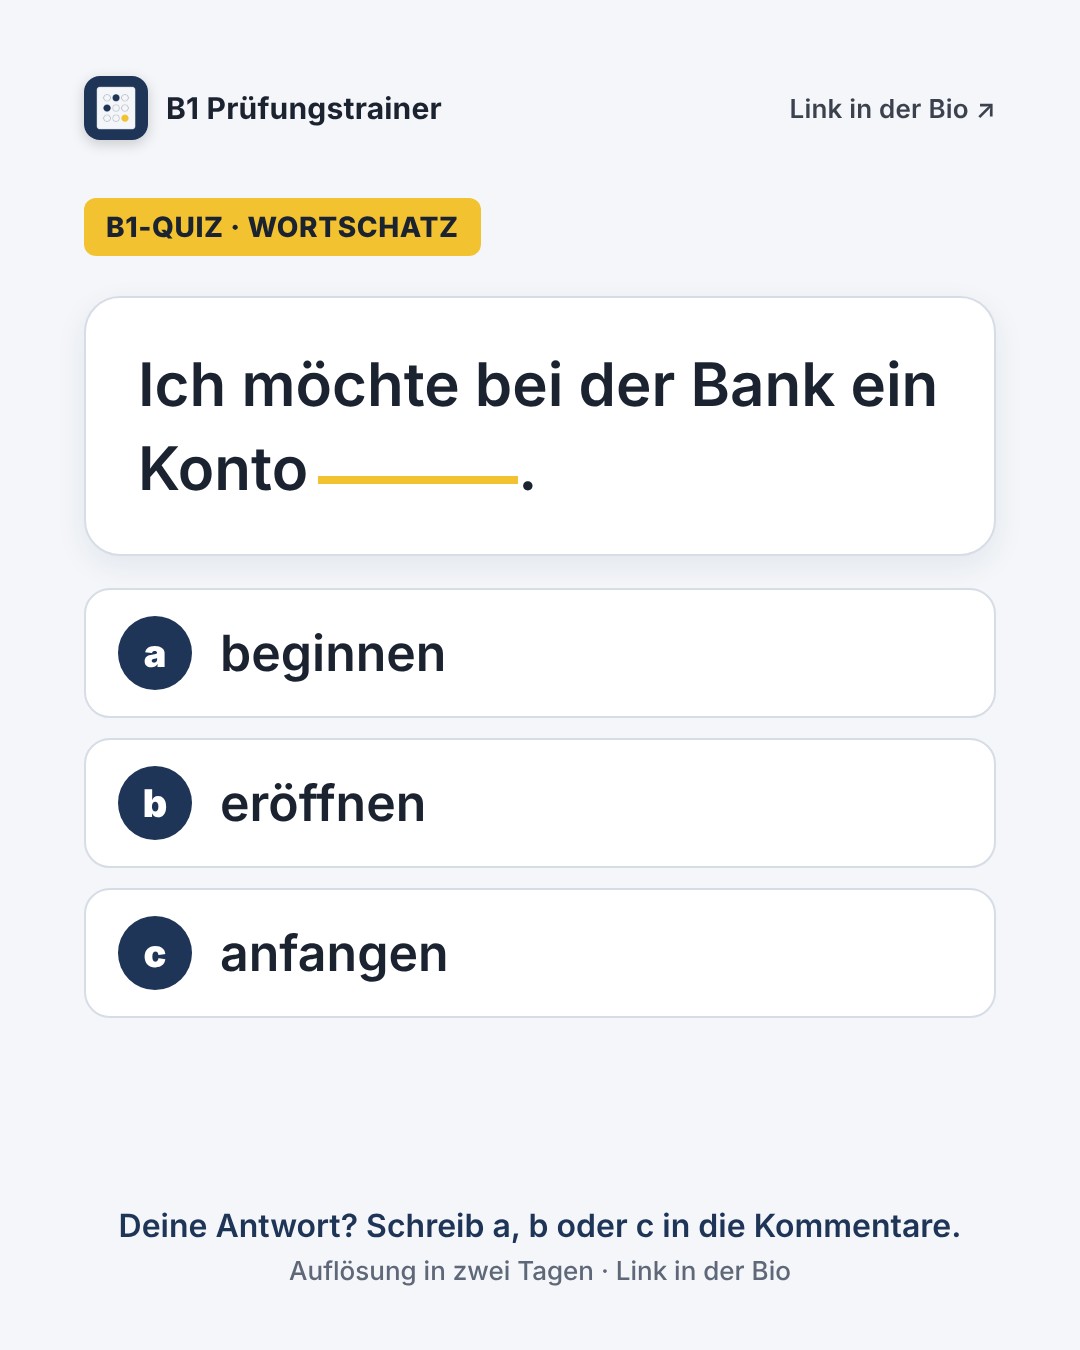 B1 Prüfungstrainer
Link in der Bio ↗
B1-QUIZ · WORTSCHATZ
Ich möchte bei der Bank ein
Konto ______.
a beginnen
b eröffnen
c anfangen
Deine Antwort? Schreib a, b oder c in die Kommentare.
Auflösung in zwei Tagen · Link in der Bio